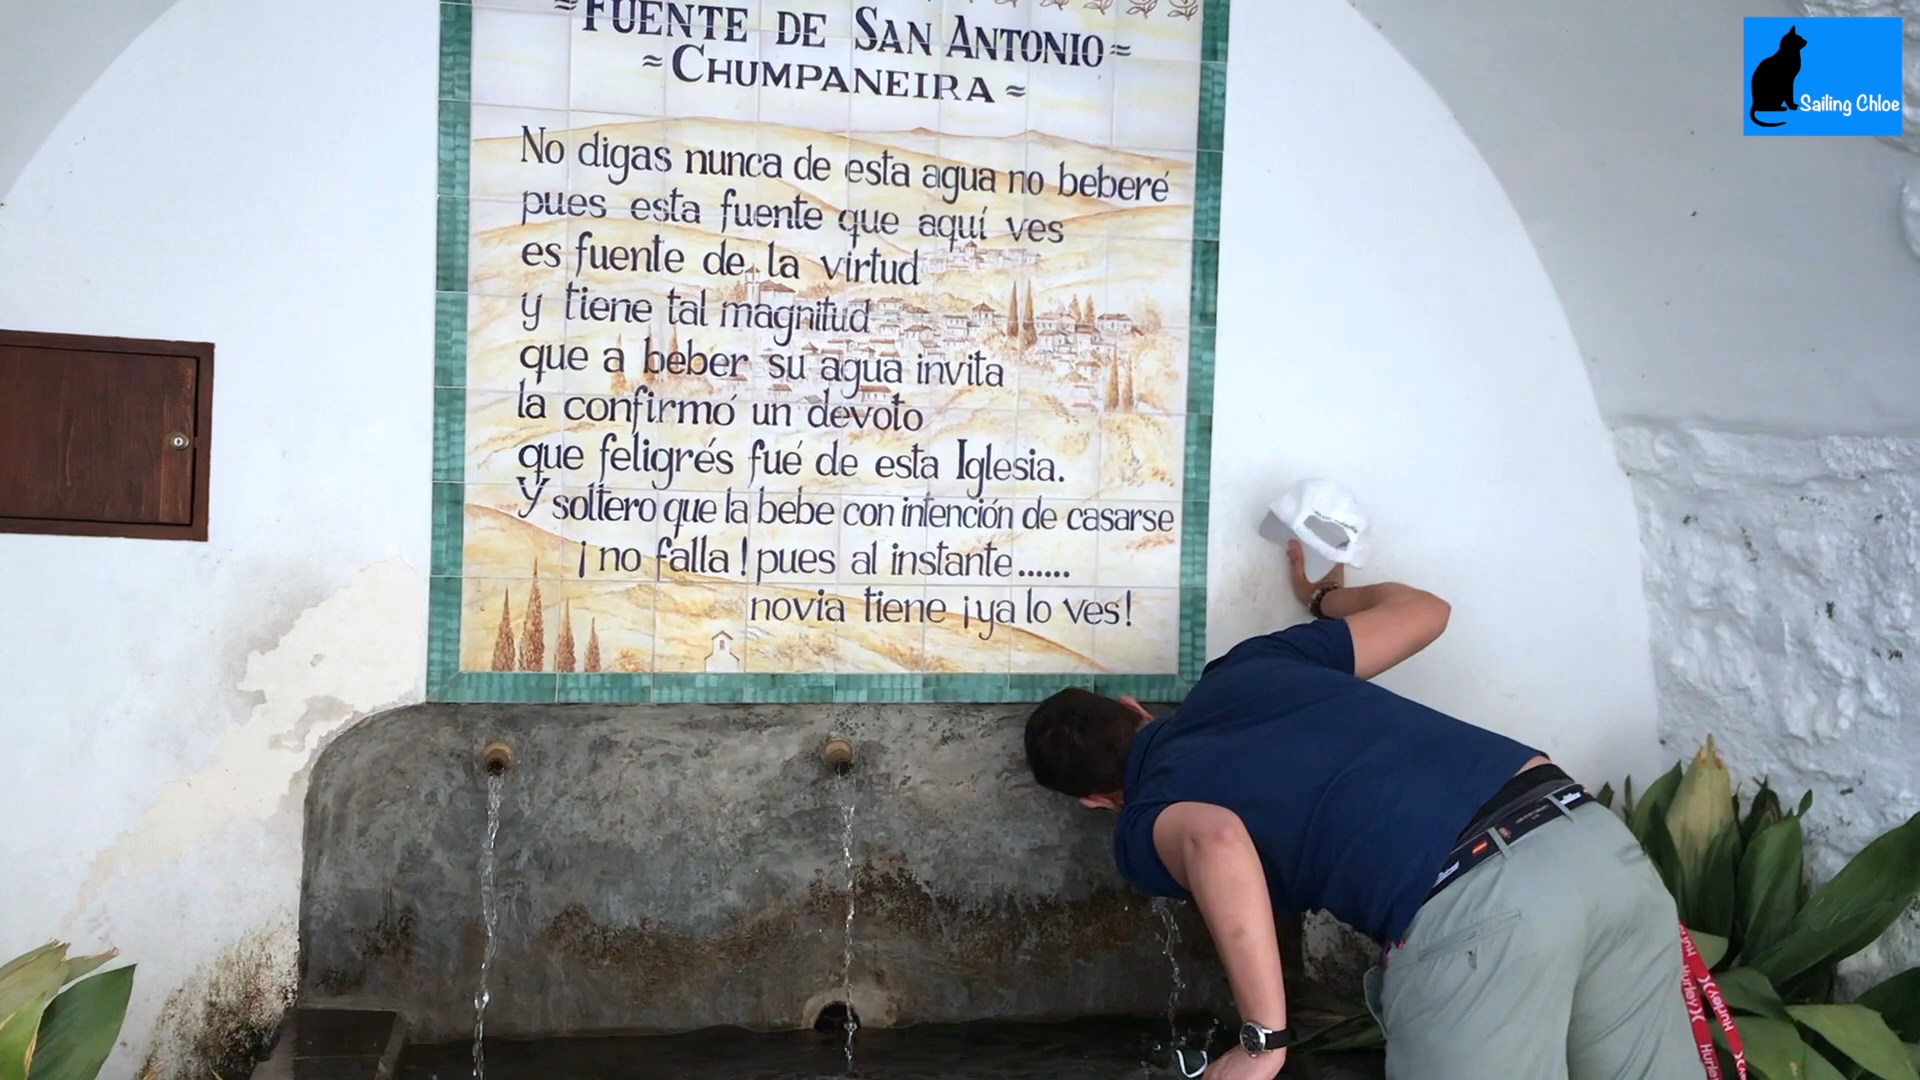 ≈FUENTE DE SAN ANTONIO≈
≈CHUMPANEIRA≈
No digas nunca de esta agua no beberé
pues esta fuente que aquí ves
es fuente de la virtud
y tiene tal magnitud
que a beber su agua invita
la confirmó un devoto
que feligrés fué de esta Iglesia.
Y soltero que la bebe con intención de casarse
¡no falla! pues al instante......
novia tiene ¡ya lo ves!
Sailing Chloe
Hurley
Hurley
Hurley